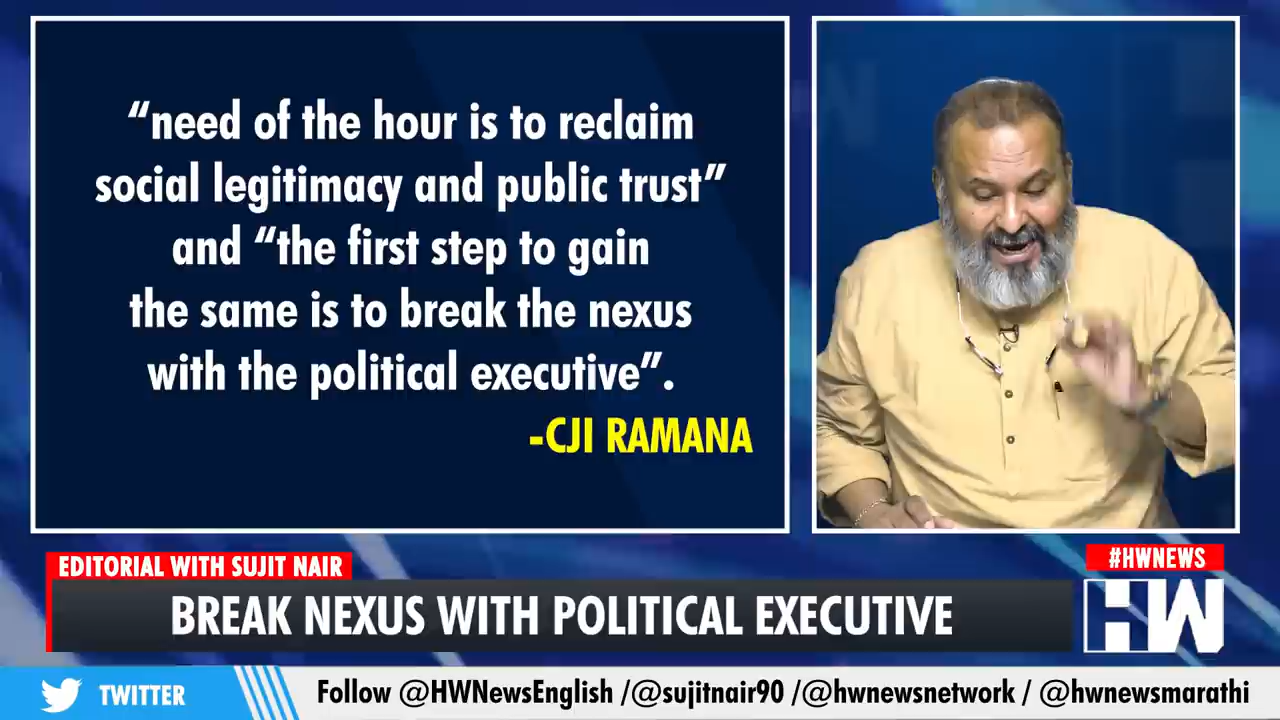 “need of the hour is to reclaim
social legitimacy and public trust”
and “the first step to gain
the same is to break the nexus
with the political executive”.
-CJI RAMANA
EDITORIAL WITH SUJIT NAIR
#HWNEWS
BREAK NEXUS WITH POLITICAL EXECUTIVE
HW
TWITTER
Follow @HWNewsEnglish /@sujitnair90 /@hwnewsnetwork / @hwnewsmarathi